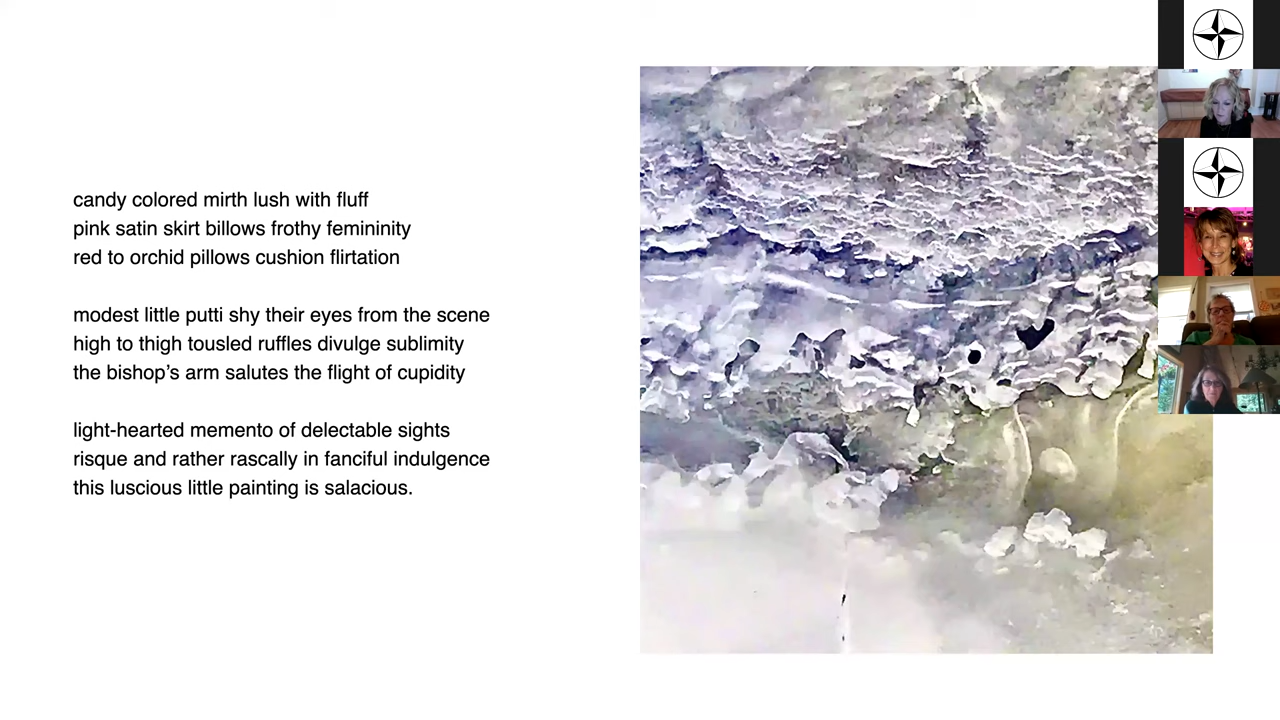 candy colored mirth lush with fluff
pink satin skirt billows frothy femininity
red to orchid pillows cushion flirtation
modest little putti shy their eyes from the scene
high to thigh tousled ruffles divulge sublimity
the bishop’s arm salutes the flight of cupidity
light-hearted memento of delectable sights
risque and rather rascally in fanciful indulgence
this luscious little painting is salacious.